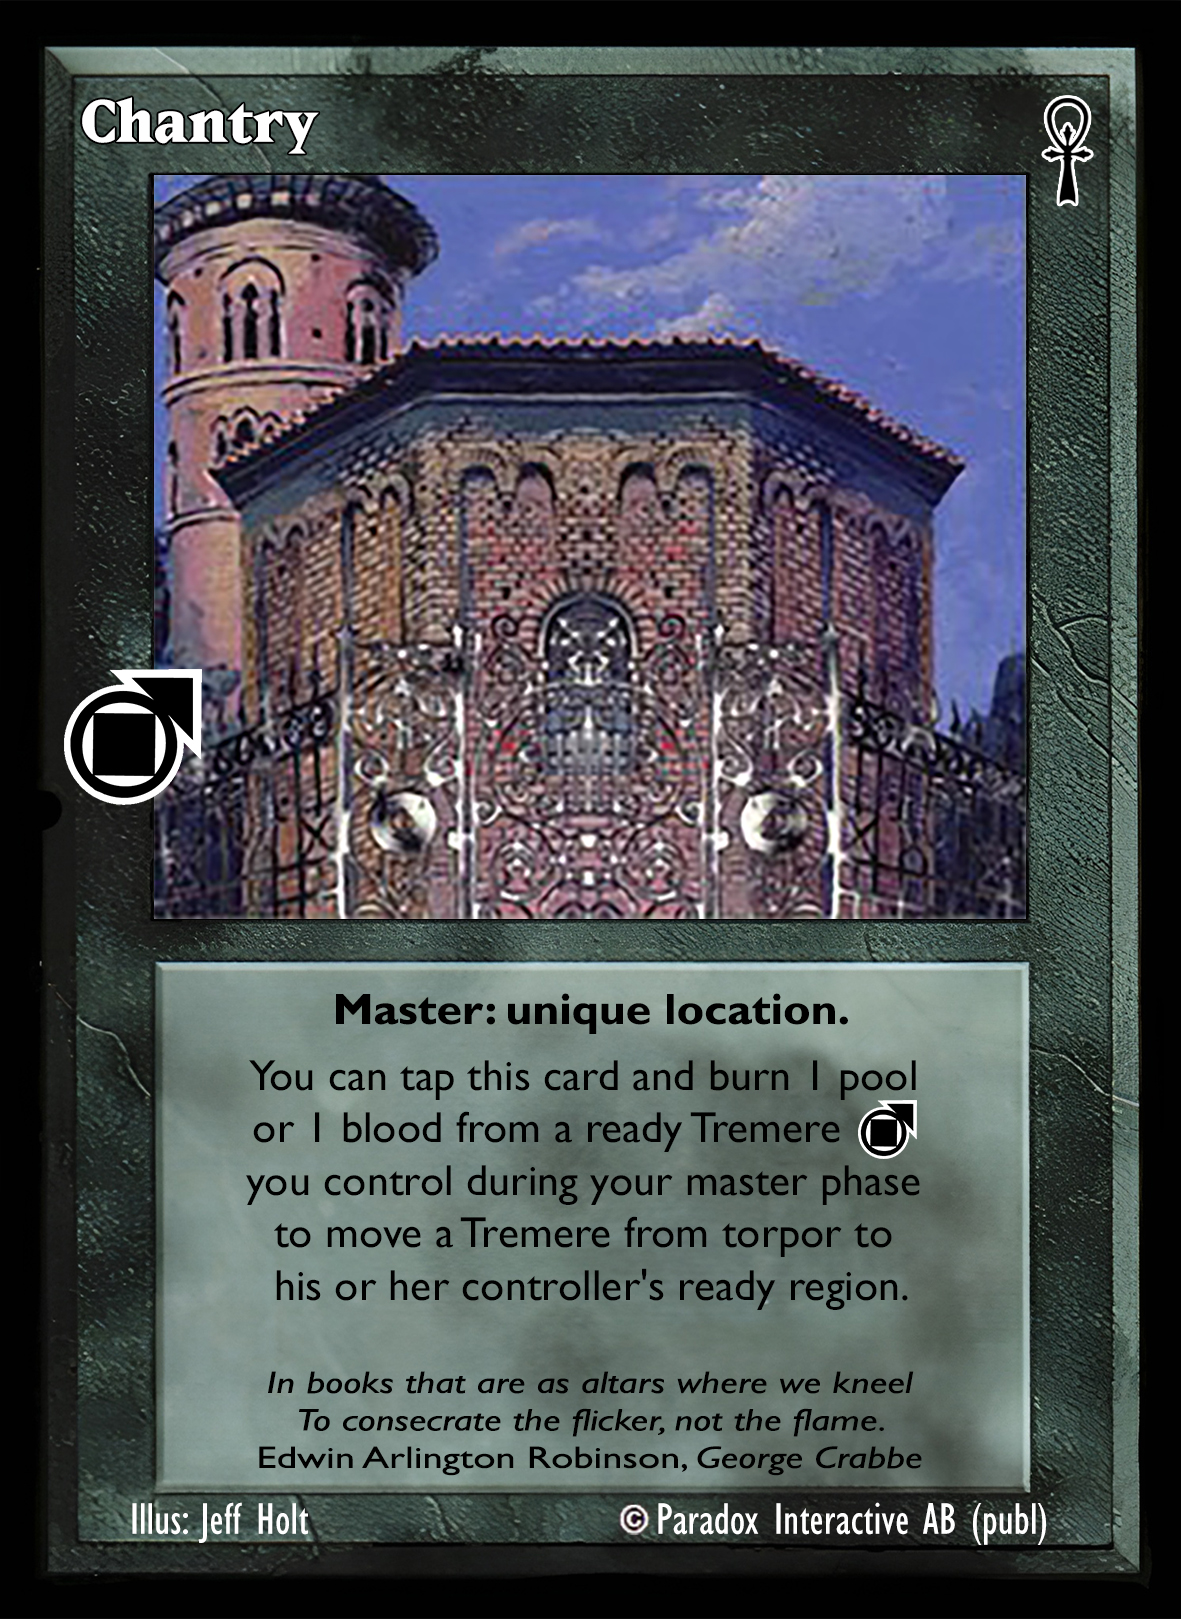 Chantry
Master: unique location.
You can tap this card and burn 1 pool
or 1 blood from a ready Tremere
you control during your master phase
to move a Tremere from torpor to
his or her controller's ready region.
In books that are as altars where we kneel
To consecrate the flicker, not the flame.
Edwin Arlington Robinson, George Crabbe
Illus: Jeff Holt
© Paradox Interactive AB (publ)